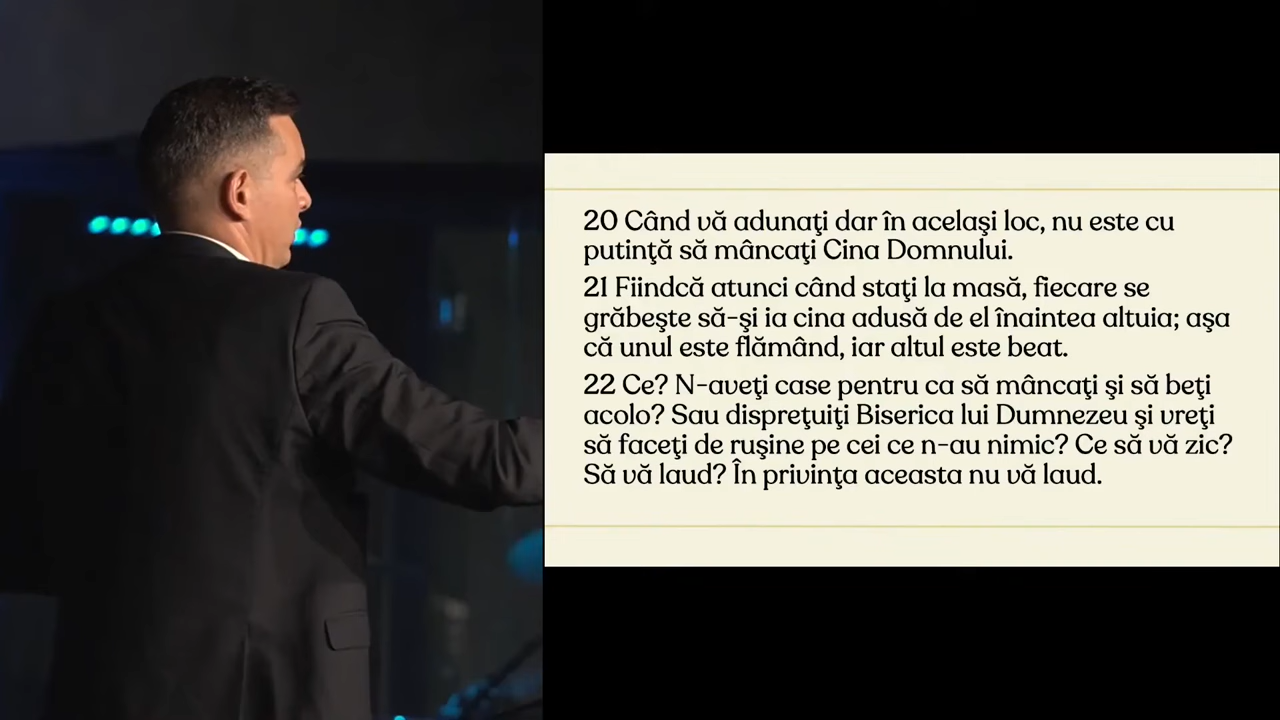 20 Când vă adunaţi dar în acelaşi loc, nu este cu
putinţă să mâncaţi Cina Domnului.
21 Fiindcă atunci când staţi la masă, fiecare se
grăbeşte să-şi ia cina adusă de el înaintea altuia; aşa
că unul este flămând, iar altul este beat.
22 Ce? N-aveţi case pentru ca să mâncaţi şi să beţi
acolo? Sau dispreţuiţi Biserica lui Dumnezeu şi vreţi
să faceţi de ruşine pe cei ce n-au nimic? Ce să vă zic?
Să vă laud? În privinţa aceasta nu vă laud.